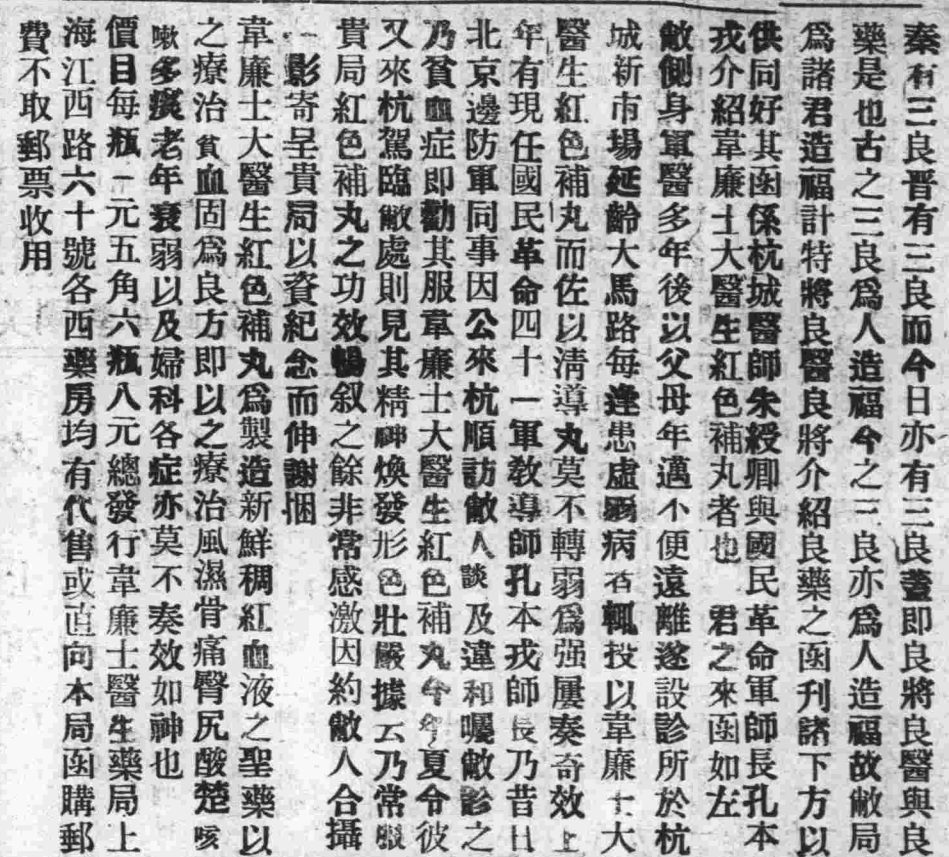 秦有三良晋有三良而今日亦有三良蓋即良將良醫與良
藥是也古之三良爲人造福今之三良亦爲人造福故敝局
爲諸君造福計特將良醫良將介紹良藥之函刊諸下方以
供同好其函係杭城醫師朱綬卿與國民革命軍師長孔本
戎介紹韋廉士大醫生紅色補丸者也 君之來函如左
敝側身軍醫多年後以父母年邁不便遠離遂設診所於杭
城新市場延齡大馬路每逢患虛弱病者輒投以韋廉士大
醫生紅色補丸而佐以淸導丸莫不轉弱爲强屢奏奇效上
年有現任國民革命四十一軍敎導師孔本戎師長乃昔日
北京邊防軍同事因公來杭順訪敝人談及違和囑敝診之
乃貧血症即勸其服韋廉士大醫生紅色補丸今年夏令彼
又來杭駕臨敝處則見其精神煥發形色壯嚴據云乃常服
貴局紅色補丸之功效暢叙之餘非常感激因約敝人合攝
一影寄呈貴局以資紀念而伸謝悃
韋廉士大醫生紅色補丸爲製造新鮮稠紅血液之聖藥以
之療治貧血固爲良方即以之療治風濕骨痛臀尻酸楚咳
嗽多痰老年衰弱以及婦科各症亦莫不奏效如神也
價目每瓶一元五角六瓶八元總發行韋廉士醫生藥局上
海江西路六十號各西藥房均有代售或直向本局函購郵
費不取郵票收用